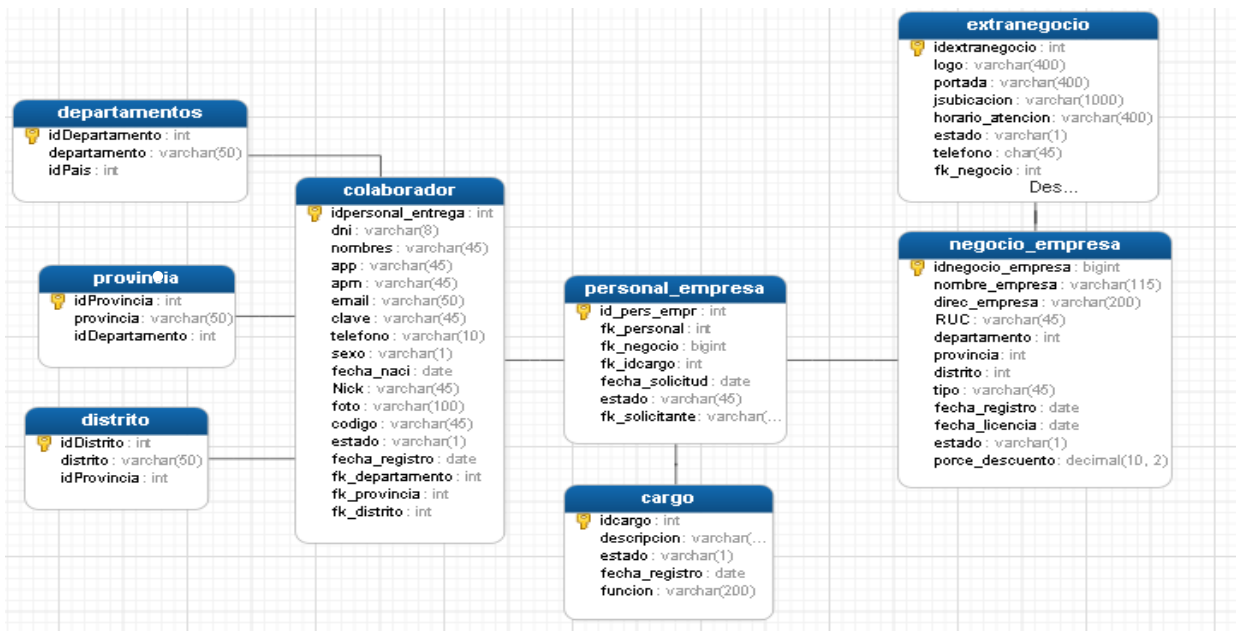 departamentos
idDepartamento : int
departamento : varchar(50)
idPais : int
provincia
idProvincia : int
provincia : varchar(50)
idDepartamento : int
distrito
idDistrito : int
distrito : varchar(50)
idProvincia : int
colaborador
idpersonal_entrega : int
dni : varchar(8)
nombres : varchar(45)
app : varchar(45)
apm : varchar(45)
email : varchar(50)
clave : varchar(45)
telefono : varchar(10)
sexo : varchar(1)
fecha_naci : date
Nick : varchar(45)
foto : varchar(100)
codigo : varchar(45)
estado : varchar(1)
fecha_registro : date
fk_departamento : int
fk_provincia : int
fk_distrito : int
personal_empresa
id_pers_empr : int
fk_personal : int
fk_negocio : bigint
fk_idcargo : int
fecha_solicitud : date
estado : varchar(45)
fk_solicitante : varchar(...
cargo
idcargo : int
descripcion : varchar(...
estado : varchar(1)
fecha_registro : date
funcion : varchar(200)
extranegocio
idextranegocio : int
logo : varchar(400)
portada : varchar(400)
jsubicacion : varchar(1000)
horario_atencion : varchar(400)
estado : varchar(1)
telefono : char(45)
fk_negocio : int
Des...
negocio_empresa
idnegocio_empresa : bigint
nombre_empresa : varchar(115)
direc_empresa : varchar(200)
RUC : varchar(45)
departamento : int
provincia : int
distrito : int
tipo : varchar(45)
fecha_registro : date
fecha_licencia : date
estado : varchar(1)
porce_descuento : decimal(10, 2)